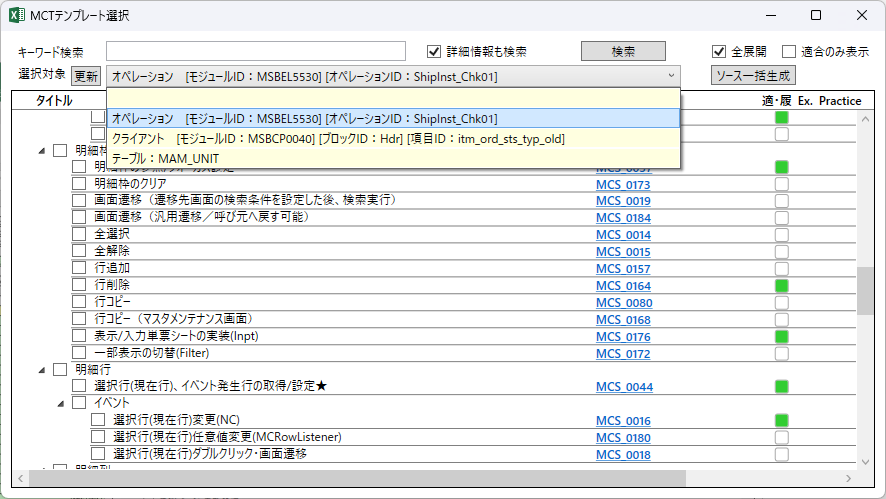 MCTテンプレート選択
キーワード検索
詳細情報も検索
検索
全展開
適合のみ表示
選択対象
更新
オペレーション [モジュールID：MSBEL5530] [オペレーションID：ShipInst_Chk01]
ソース一括生成
タイトル
適・履 Ex. Practice
オペレーション [モジュールID：MSBEL5530] [オペレーションID：ShipInst_Chk01]
クライアント [モジュールID：MSBCP0040] [ブロックID：Hdr] [項目ID：itm_ord_sts_typ_old]
テーブル：MAM_UNIT
明細枠のクリア MCS_0173
画面遷移（遷移先画面の検索条件を設定した後、検索実行） MCS_0019
画面遷移（汎用遷移／呼び元へ戻す可能） MCS_0184
全選択 MCS_0014
全解除 MCS_0015
行追加 MCS_0157
行削除 MCS_0164
行コピー MCS_0080
行コピー（マスタメンテナンス画面） MCS_0168
表示/入力単票シートの実装(Inpt) MCS_0176
一部表示の切替(Filter) MCS_0172
明細行
選択行(現在行)、イベント発生行の取得/設定★ MCS_0044
イベント
選択行(現在行)変更(NC) MCS_0016
選択行(現在行)任意値変更(MCRowListener) MCS_0180
選択行(現在行)ダブルクリック・画面遷移 MCS_0018